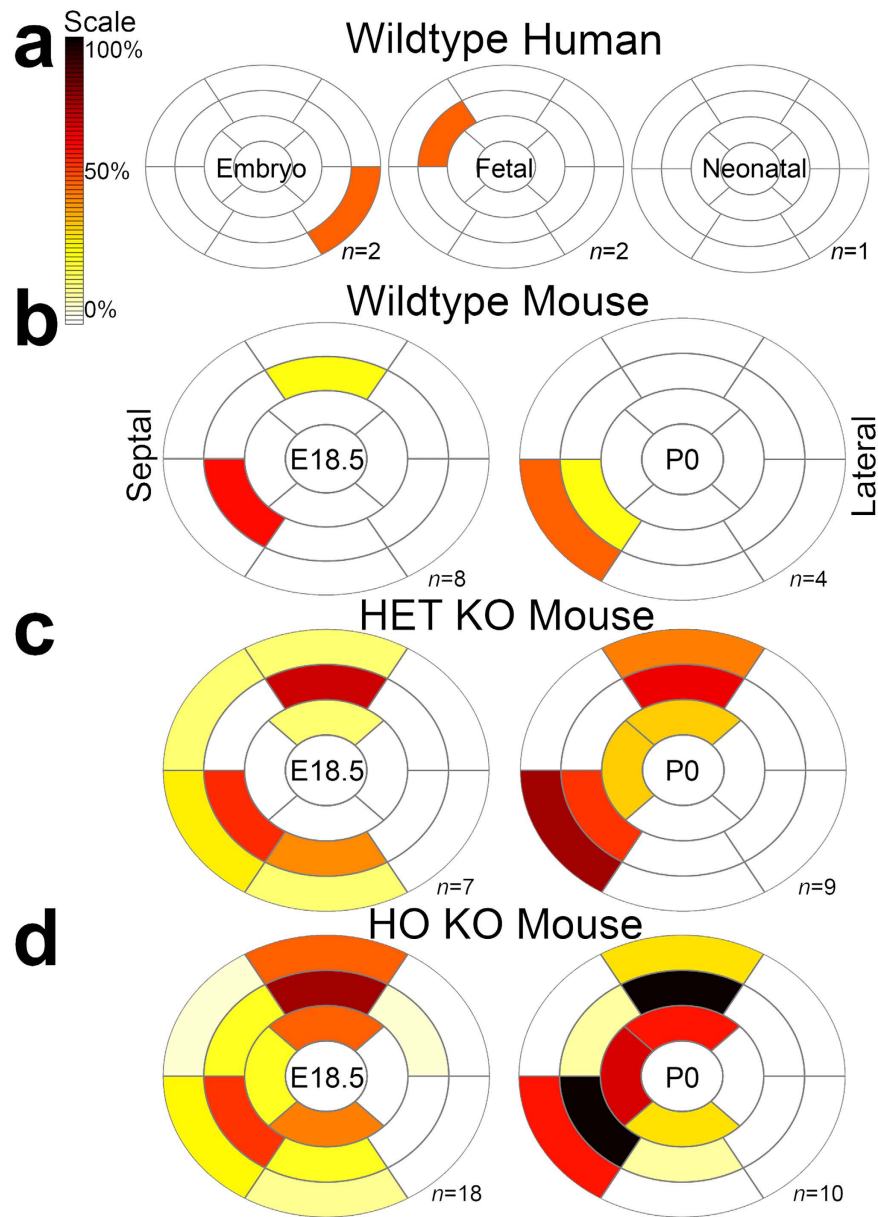 a
Scale
100%
50%
0%
Wildtype Human
Embryo
n=2
Fetal
n=2
Neonatal
n=1
b
Wildtype Mouse
Septal
E18.5
n=8
P0
n=4
Lateral
c
HET KO Mouse
E18.5
n=7
P0
n=9
d
HO KO Mouse
E18.5
n=18
P0
n=10